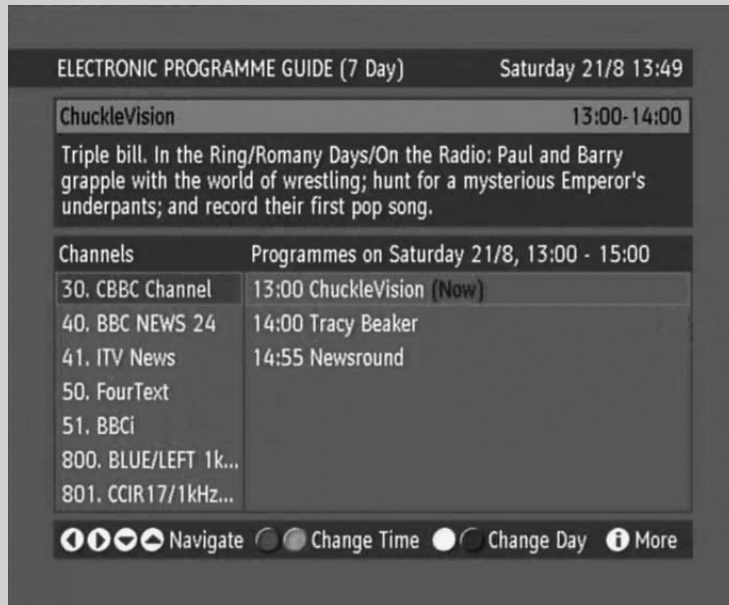 ELECTRONIC PROGRAMME GUIDE (7 Day) Saturday 21/8 13:49
ChuckleVision 13:00-14:00
Triple bill. In the Ring/Romany Days/On the Radio: Paul and Barry
grapple with the world of wrestling; hunt for a mysterious Emperor's
underpants; and record their first pop song.
Channels Programmes on Saturday 21/8, 13:00 - 15:00
30. CBBC Channel 13:00 ChuckleVision (Now)
40. BBC NEWS 24 14:00 Tracy Beaker
41. ITV News 14:55 Newsround
50. FourText
51. BBCi
800. BLUE/LEFT 1k...
801. CCIR17/1kHz...
Navigate Change Time Change Day i More